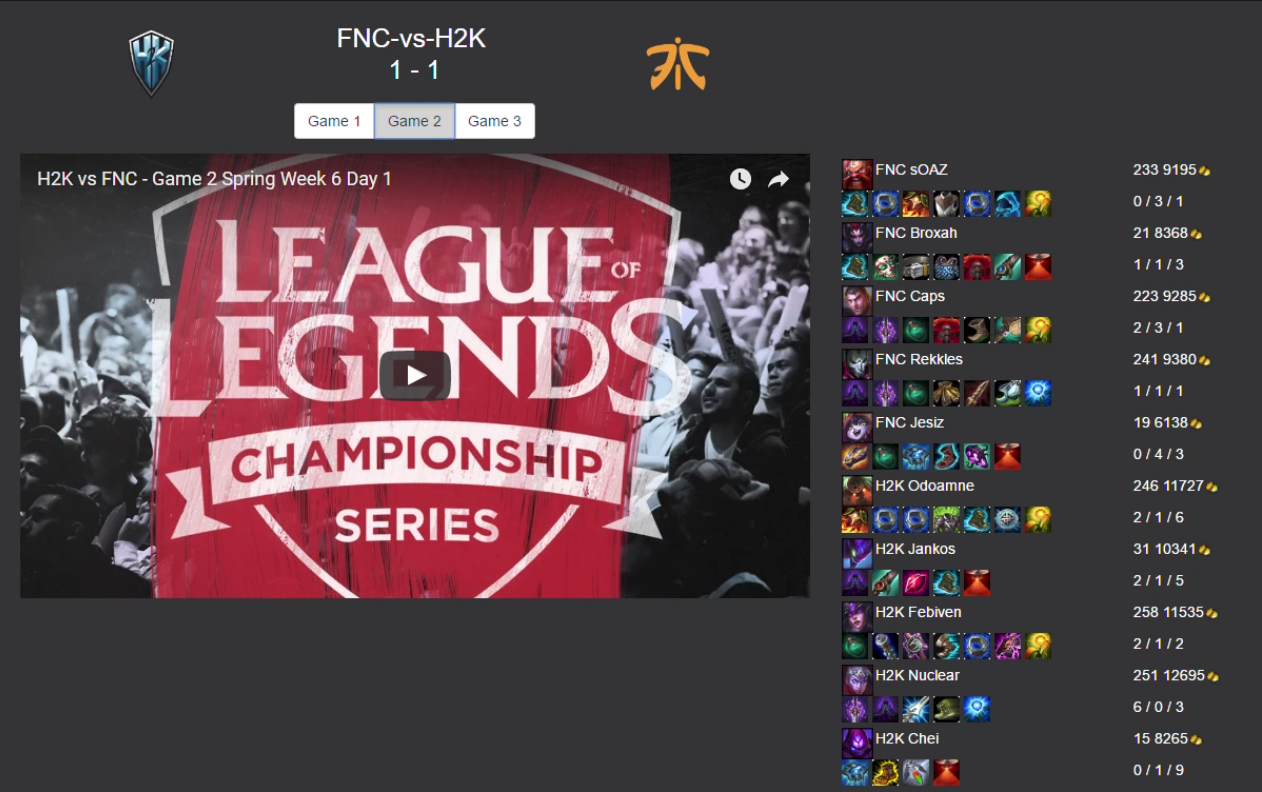 FNC-vs-H2K
1 - 1
Game 1 Game 2 Game 3
H2K vs FNC - Game 2 Spring Week 6 Day 1
LEAGUE
OF
LEGENDS
CHAMPIONSHIP
SERIES
FNC sOAZ 233 9195
0 / 3 / 1
FNC Broxah 21 8368
1 / 1 / 3
FNC Caps 223 9285
2 / 3 / 1
FNC Rekkles 241 9380
1 / 1 / 1
FNC Jesiz 19 6138
0 / 4 / 3
H2K Odoamne 246 11727
2 / 1 / 6
H2K Jankos 31 10341
2 / 1 / 5
H2K Febiven 258 11535
2 / 1 / 2
H2K Nuclear 251 12695
6 / 0 / 3
H2K Chei 15 8265
0 / 1 / 9